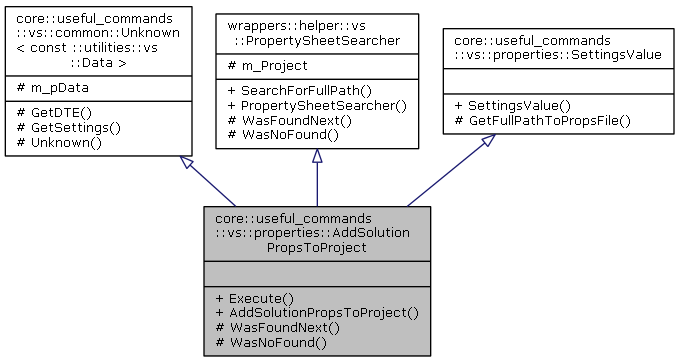 core::useful_commands
::vs::common::Unknown
< const ::utilities::vs
::Data >
# m_pData
# GetDTE()
# GetSettings()
# Unknown()
wrappers::helper::vs
::PropertySheetSearcher
# m_Project
+ SearchForFullPath()
+ PropertySheetSearcher()
# WasFoundNext()
# WasNoFound()
core::useful_commands
::vs::properties::SettingsValue
+ SettingsValue()
# GetFullPathToPropsFile()
core::useful_commands
::vs::properties::AddSolution
PropsToProject
+ Execute()
+ AddSolutionPropsToProject()
# WasFoundNext()
# WasNoFound()